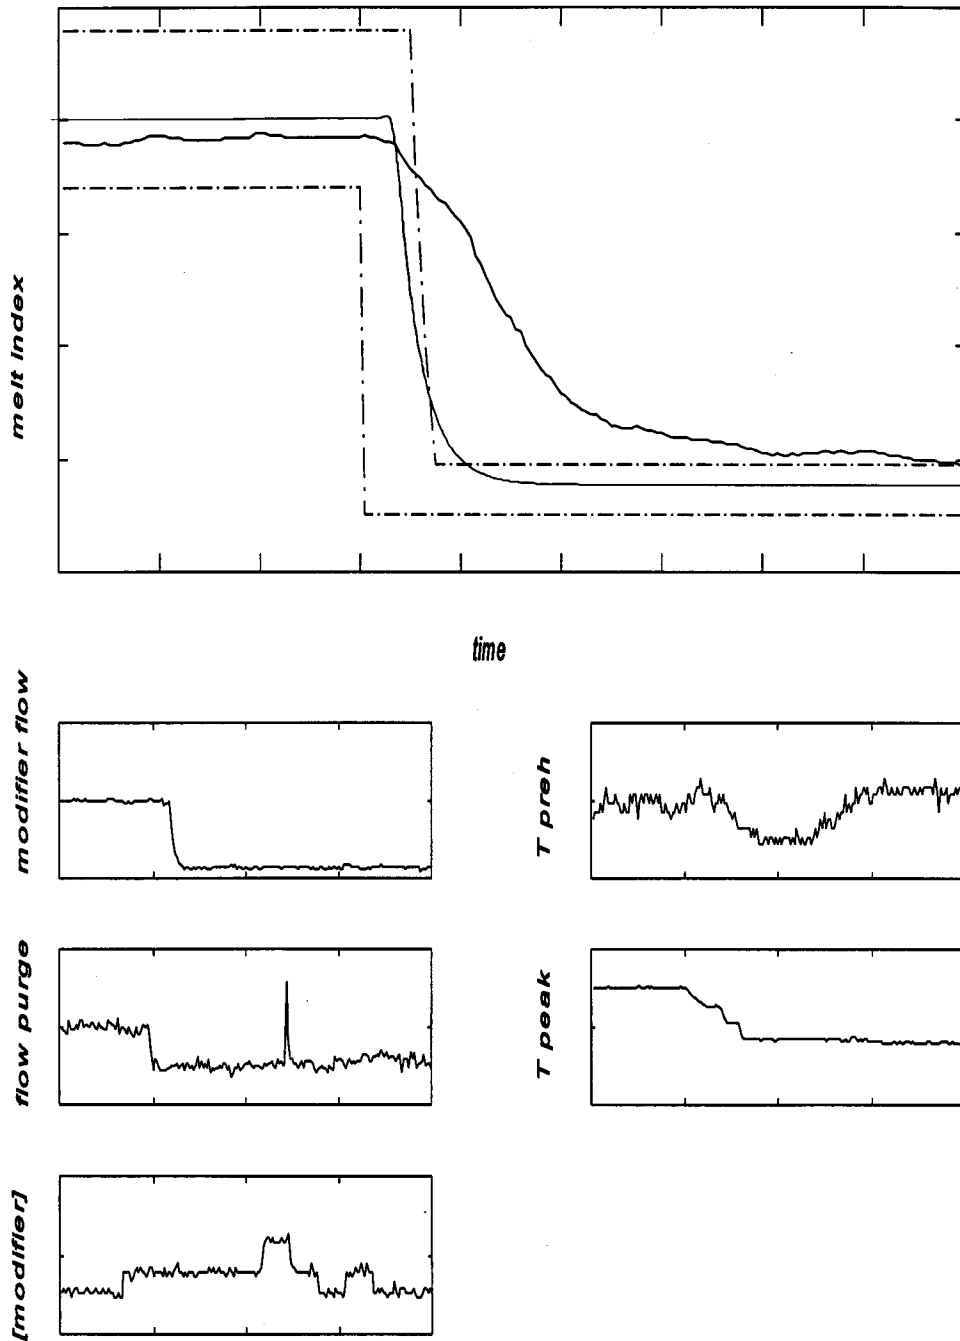 melt index
time
modifier flow
T preh
flow purge
T peak
[modifier]